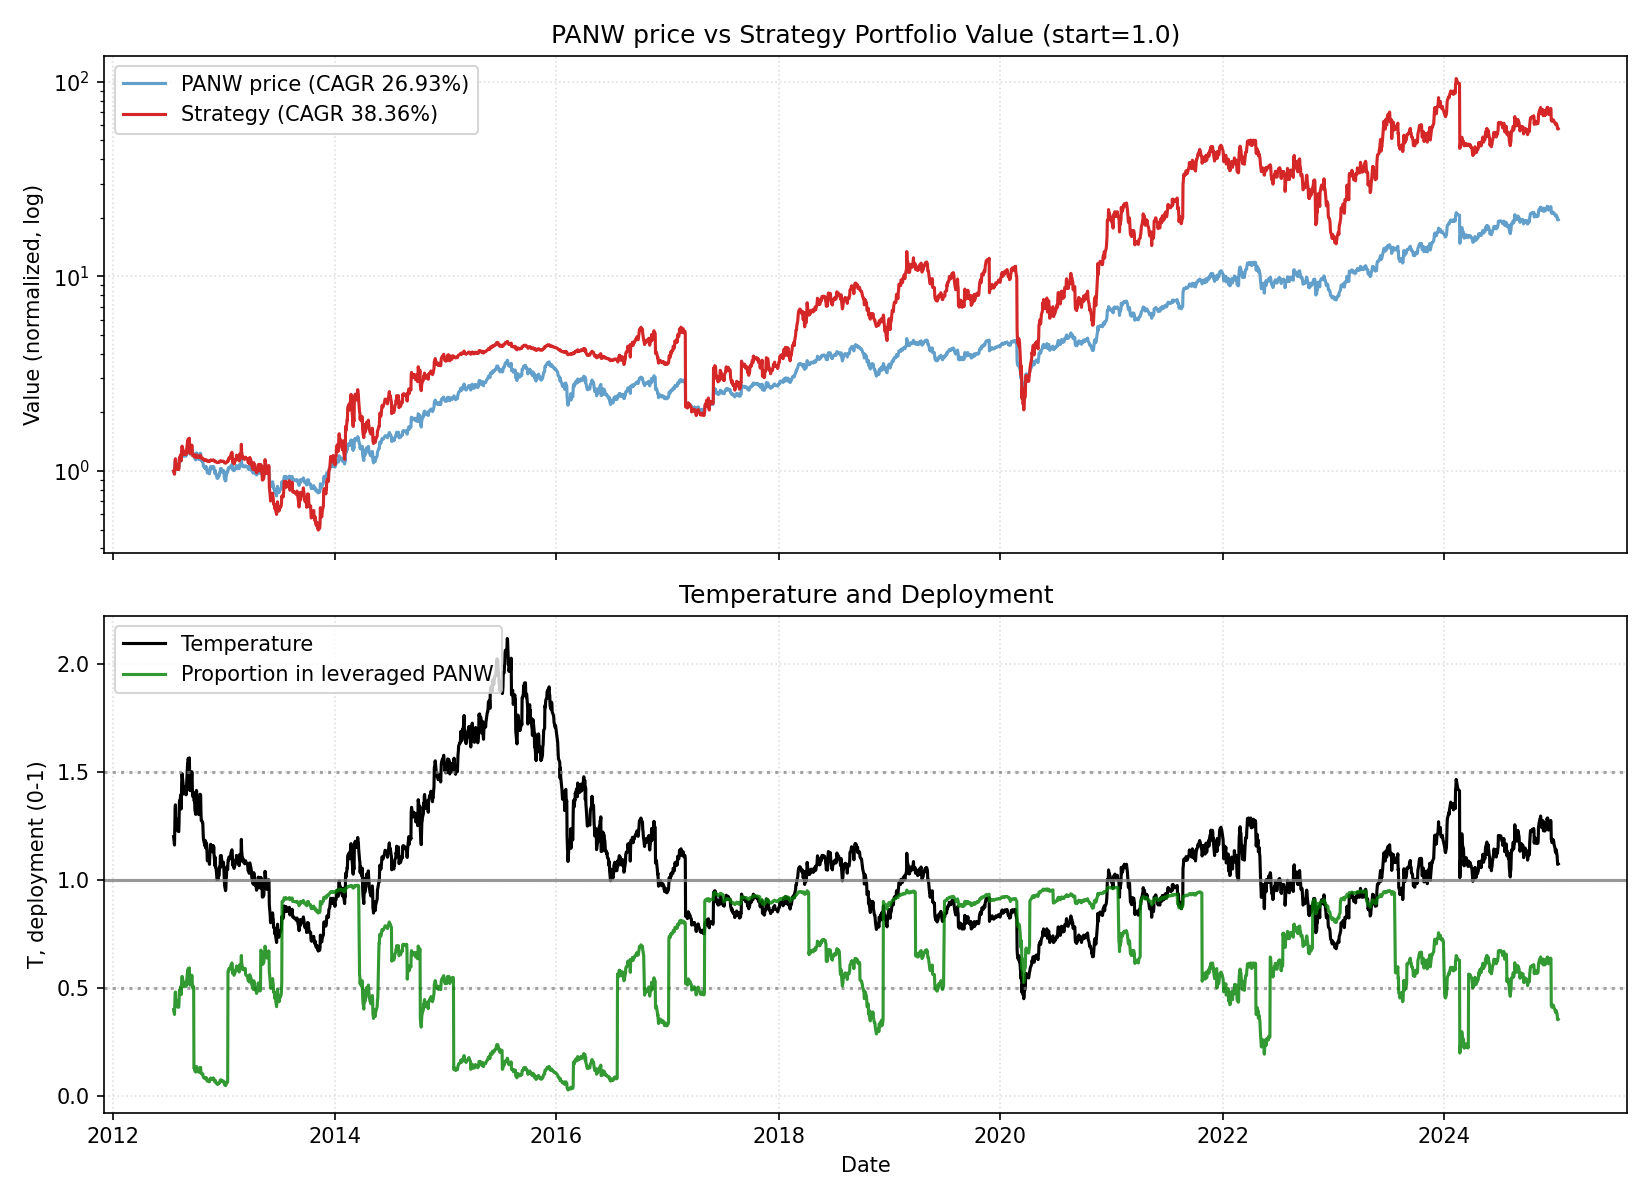 PANW price vs Strategy Portfolio Value (start=1.0)
PANW price (CAGR 26.93%)
Strategy (CAGR 38.36%)
Value (normalized, log)
10²
10¹
10⁰
Temperature and Deployment
Temperature
Proportion in leveraged PANW
T, deployment (0-1)
2.0
1.5
1.0
0.5
0.0
2012 2014 2016 2018 2020 2022 2024
Date